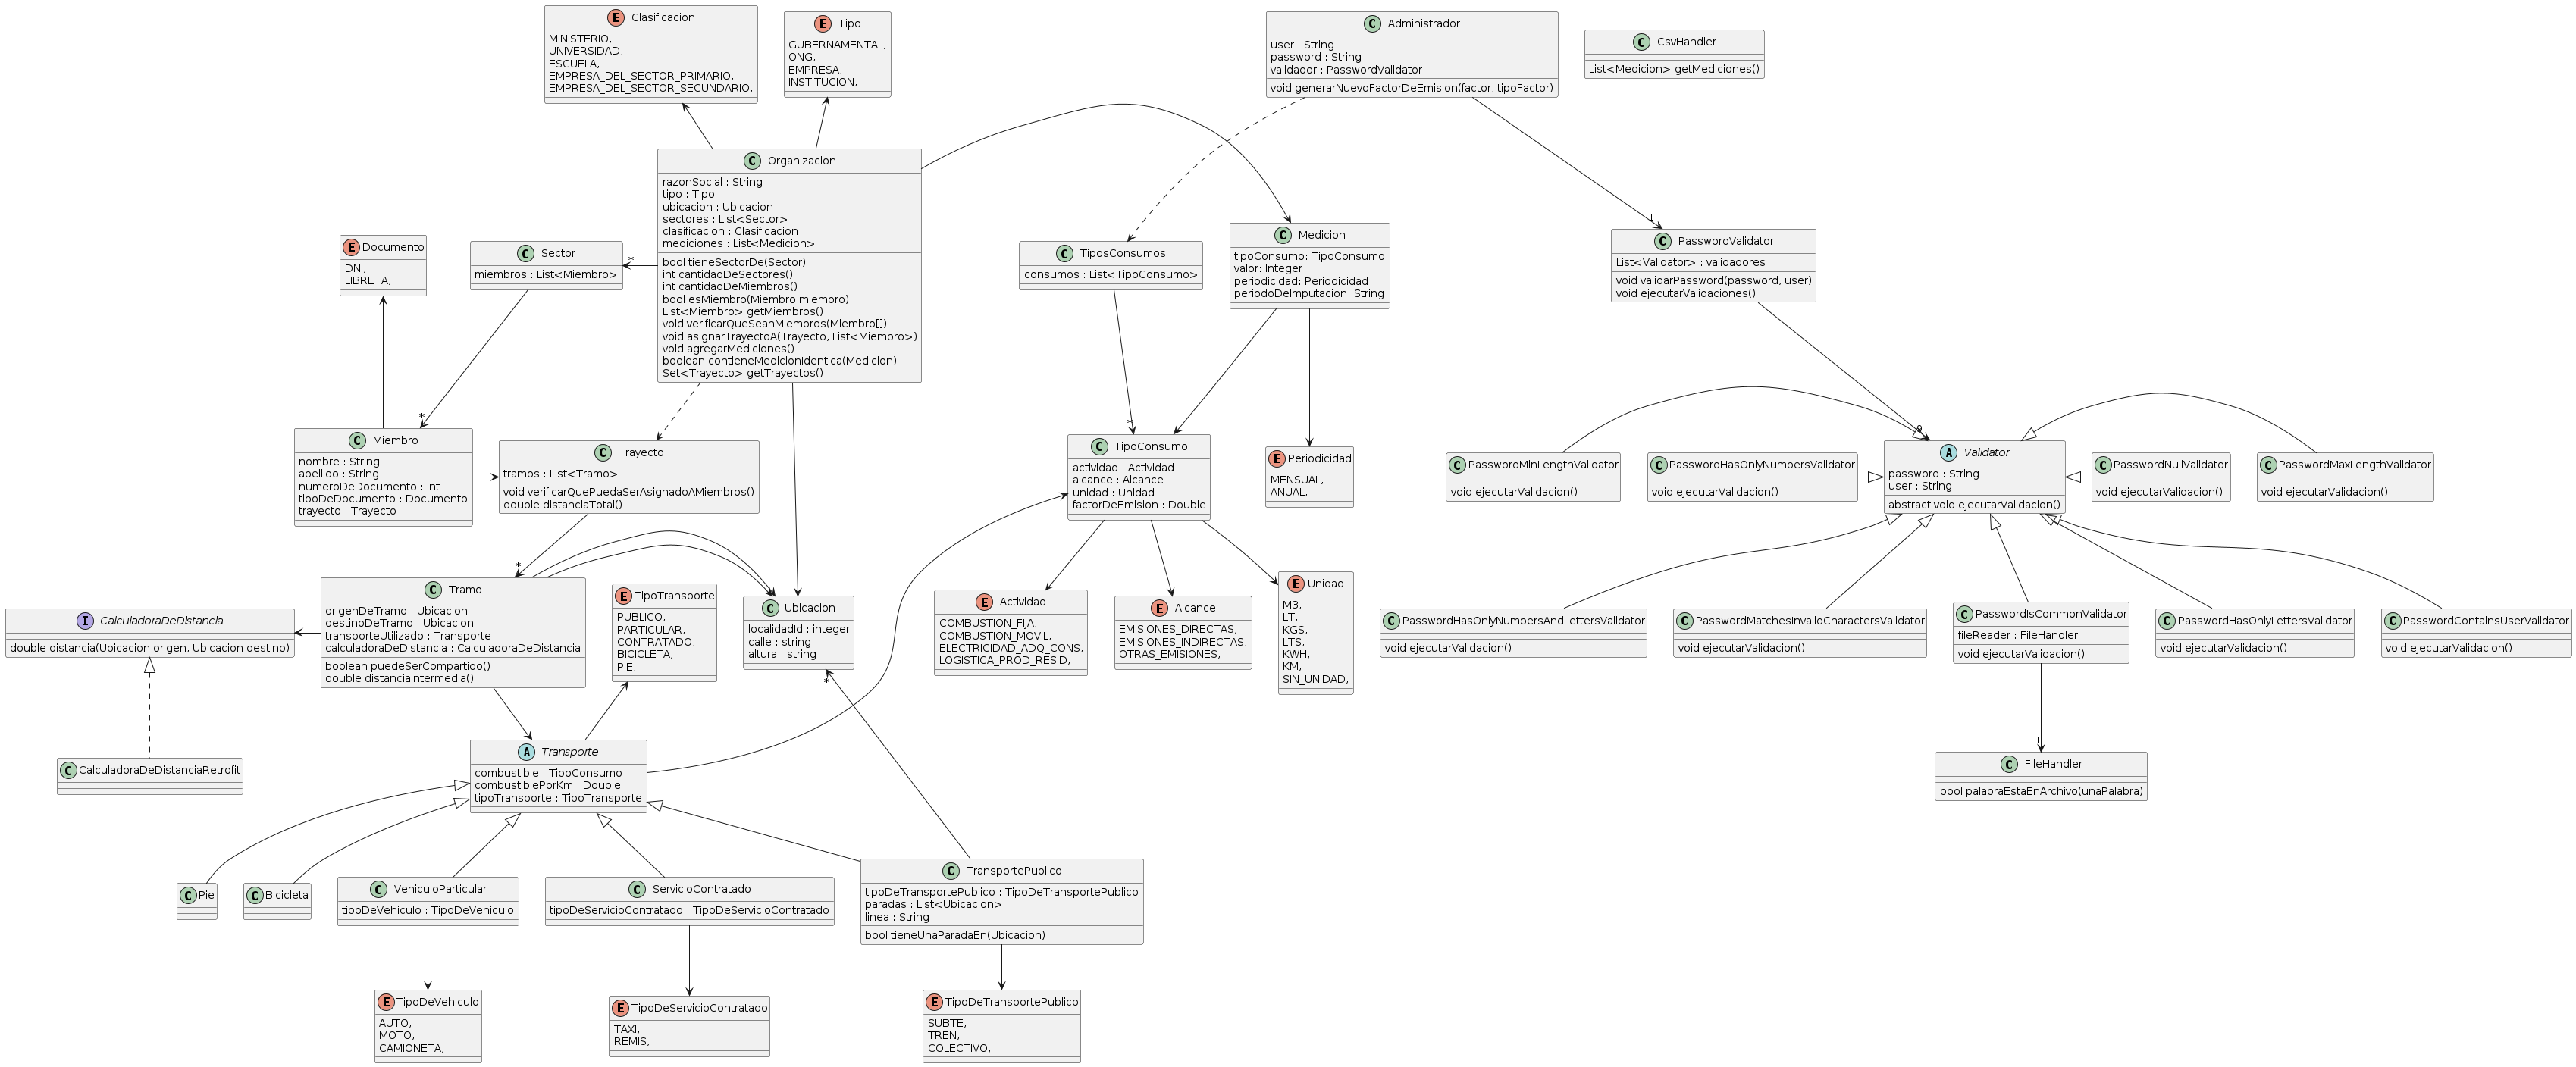 E Clasificacion
MINISTERIO,
UNIVERSIDAD,
ESCUELA,
EMPRESA_DEL_SECTOR_PRIMARIO,
EMPRESA_DEL_SECTOR_SECUNDARIO,
E Tipo
GUBERNAMENTAL,
ONG,
EMPRESA,
INSTITUCION,
C Administrador
user : String
password : String
validador : PasswordValidator
void generarNuevoFactorDeEmision(factor, tipoFactor)
C CsvHandler
List<Medicion> getMediciones()
C Organizacion
razonSocial : String
tipo : Tipo
ubicacion : Ubicacion
sectores : List<Sector>
clasificacion : Clasificacion
mediciones : List<Medicion>
bool tieneSectorDe(Sector)
int cantidadDeSectores()
int cantidadDeMiembros()
bool esMiembro(Miembro miembro)
List<Miembro> getMiembros()
void verificarQueSeanMiembros(Miembro[])
void asignarTrayectoA(Trayecto, List<Miembro>)
void agregarMediciones()
boolean contieneMedicionIdentica(Medicion)
Set<Trayecto> getTrayectos()
E Documento
DNI,
LIBRETA,
C Sector
miembros : List<Miembro>
*
C TiposConsumos
consumos : List<TipoConsumo>
C Medicion
tipoConsumo: TipoConsumo
valor: Integer
periodicidad: Periodicidad
periodoDeImputacion: String
1
C PasswordValidator
List<Validator> : validadores
void validarPassword(password, user)
void ejecutarValidaciones()
*
C Miembro
nombre : String
apellido : String
numeroDeDocumento : int
tipoDeDocumento : Documento
trayecto : Trayecto
C Trayecto
tramos : List<Tramo>
void verificarQuePuedaSerAsignadoAMiembros()
double distanciaTotal()
*
C TipoConsumo
actividad : Actividad
alcance : Alcance
unidad : Unidad
factorDeEmision : Double
E Periodicidad
MENSUAL,
ANUAL,
C PasswordMinLengthValidator
void ejecutarValidacion()
C PasswordHasOnlyNumbersValidator
void ejecutarValidacion()
9
A Validator
password : String
user : String
abstract void ejecutarValidacion()
C PasswordNullValidator
void ejecutarValidacion()
C PasswordMaxLengthValidator
void ejecutarValidacion()
I CalculadoraDeDistancia
double distancia(Ubicacion origen, Ubicacion destino)
*
C Tramo
origenDeTramo : Ubicacion
destinoDeTramo : Ubicacion
transporteUtilizado : Transporte
calculadoraDeDistancia : CalculadoraDeDistancia
boolean puedeSerCompartido()
double distanciaIntermedia()
E TipoTransporte
PUBLICO,
PARTICULAR,
CONTRATADO,
BICICLETA,
PIE,
C Ubicacion
localidadId : integer
calle : string
altura : string
*
E Actividad
COMBUSTION_FIJA,
COMBUSTION_MOVIL,
ELECTRICIDAD_ADQ_CONS,
LOGISTICA_PROD_RESID,
E Alcance
EMISIONES_DIRECTAS,
EMISIONES_INDIRECTAS,
OTRAS_EMISIONES,
E Unidad
M3,
LT,
KGS,
LTS,
KWH,
KM,
SIN_UNIDAD,
C PasswordHasOnlyNumbersAndLettersValidator
void ejecutarValidacion()
C PasswordMatchesInvalidCharactersValidator
void ejecutarValidacion()
C PasswordIsCommonValidator
fileReader : FileHandler
void ejecutarValidacion()
C PasswordHasOnlyLettersValidator
void ejecutarValidacion()
C PasswordContainsUserValidator
void ejecutarValidacion()
C CalculadoraDeDistanciaRetrofit
A Transporte
combustible : TipoConsumo
combustiblePorKm : Double
tipoTransporte : TipoTransporte
1
C FileHandler
bool palabraEstaEnArchivo(unaPalabra)
C Pie
C Bicicleta
C VehiculoParticular
tipoDeVehiculo : TipoDeVehiculo
C ServicioContratado
tipoDeServicioContratado : TipoDeServicioContratado
C TransportePublico
tipoDeTransportePublico : TipoDeTransportePublico
paradas : List<Ubicacion>
linea : String
bool tieneUnaParadaEn(Ubicacion)
E TipoDeVehiculo
AUTO,
MOTO,
CAMIONETA,
E TipoDeServicioContratado
TAXI,
REMIS,
E TipoDeTransportePublico
SUBTE,
TREN,
COLECTIVO,